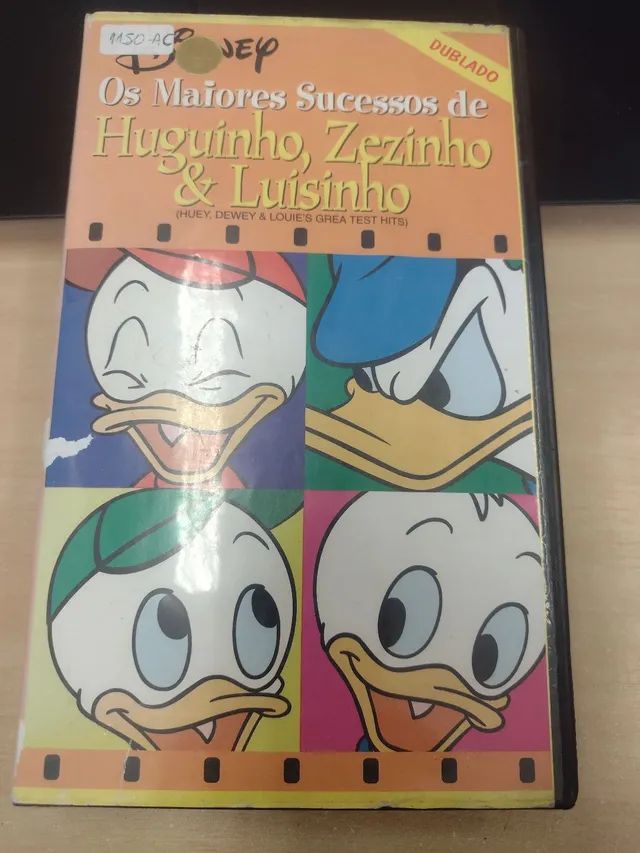 1150-AC
DISNEY
DUBLADO
Os Maiores Sucessos de
Huguinho, Zezinho
& Luisinho
(HUEY, DEWEY & LOUIE'S GREA TEST HITS)